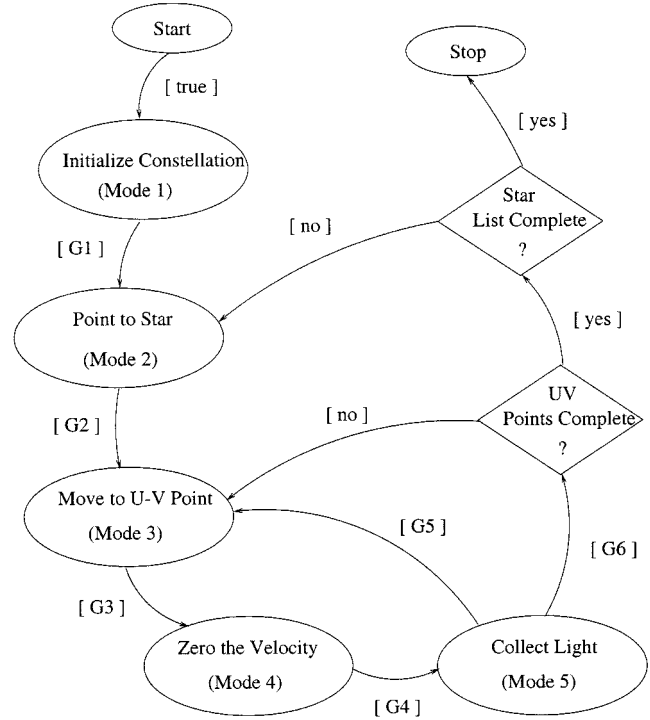 Start
Stop
[ true ]
[ yes ]
Initialize Constellation
(Mode 1)
Star
List Complete
?
[ no ]
[ G1 ]
Point to Star
(Mode 2)
[ yes ]
UV
Points Complete
?
[ no ]
[ G2 ]
Move to U-V Point
(Mode 3)
[ G5 ]
[ G6 ]
[ G3 ]
Zero the Velocity
(Mode 4)
Collect Light
(Mode 5)
[ G4 ]